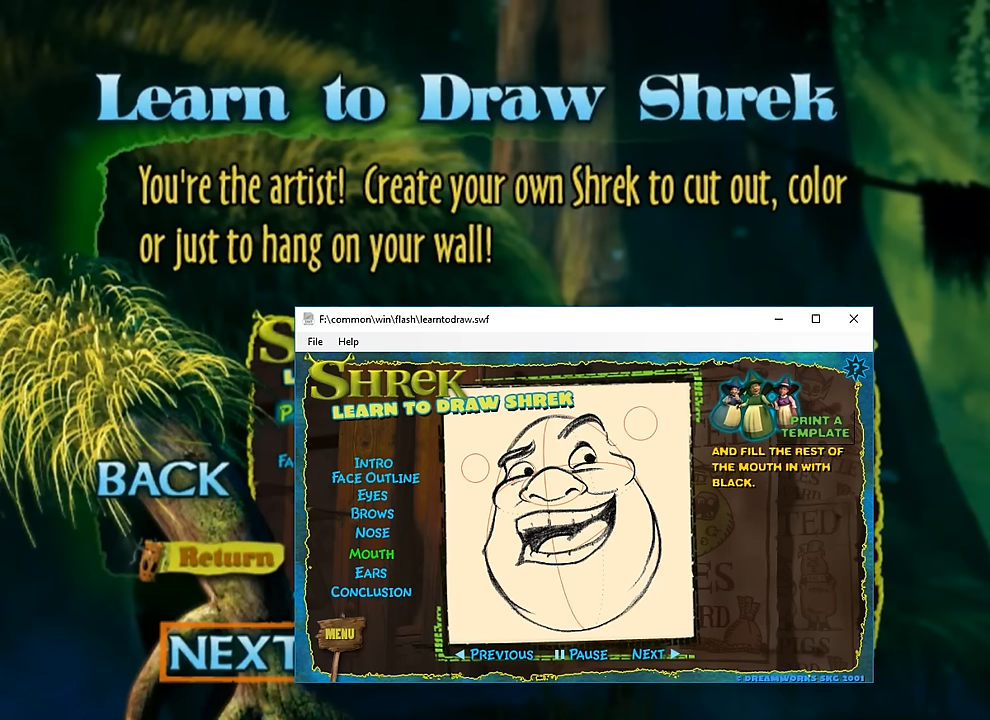 Learn to Draw Shrek
You're the artist! Create your own Shrek to cut out, color
or just to hang on your wall!
F:\common\win\flash\learntodraw.swf
File Help
SHREK
LEARN TO DRAW SHREK
PRINT A
TEMPLATE
AND FILL THE REST OF
THE MOUTH IN WITH
BLACK.
INTRO
FACE OUTLINE
EYES
BROWS
NOSE
MOUTH
EARS
CONCLUSION
MENU
PREVIOUS
PAUSE
NEXT
© DREAMWORKS SKG 2001
BACK
Return
NEXT